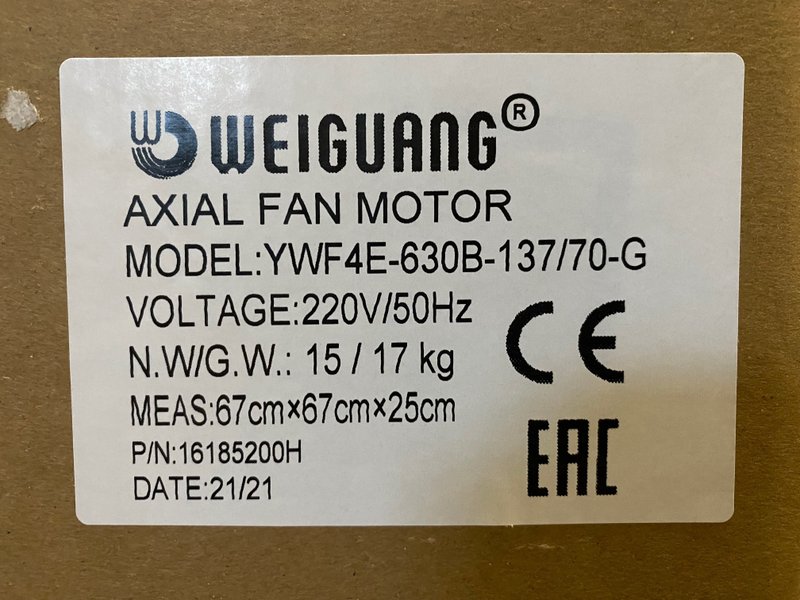 WEIGUANG®
AXIAL FAN MOTOR
MODEL:YWF4E-630B-137/70-G
VOLTAGE:220V/50Hz
N.W/G.W.: 15 / 17 kg
MEAS:67cm×67cm×25cm
P/N:16185200H
DATE:21/21
CE
EAC